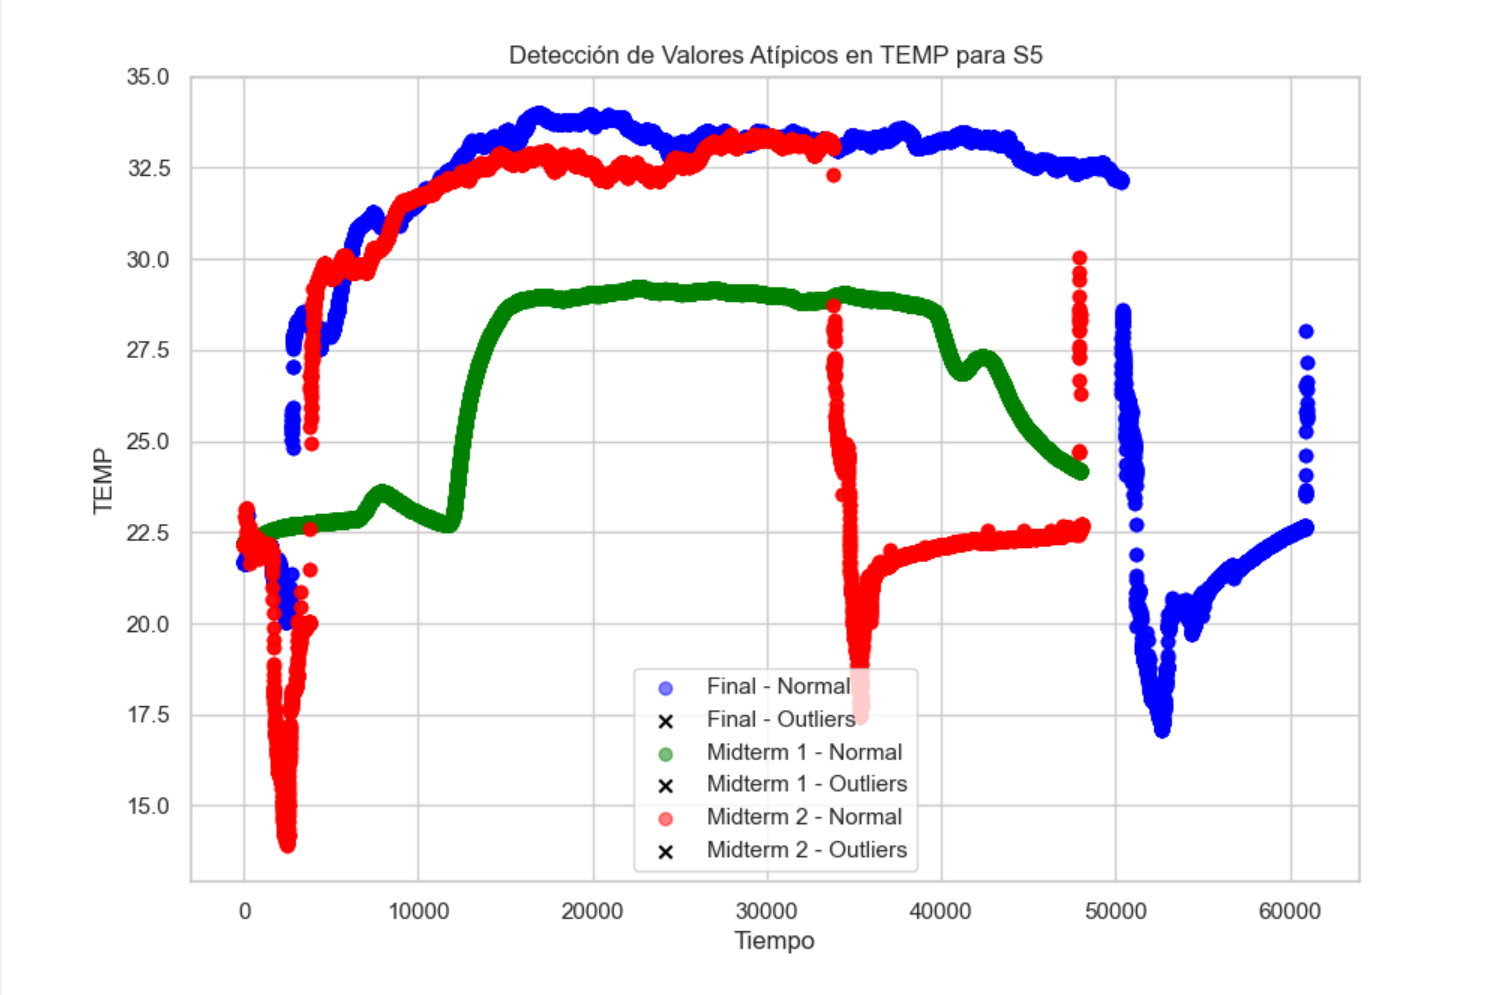 Detección de Valores Atípicos en TEMP para S5
35.0
32.5
30.0
27.5
25.0
22.5
20.0
17.5
15.0
TEMP
Final - Normal
Final - Outliers
Midterm 1 - Normal
Midterm 1 - Outliers
Midterm 2 - Normal
Midterm 2 - Outliers
0 10000 20000 30000 40000 50000 60000
Tiempo